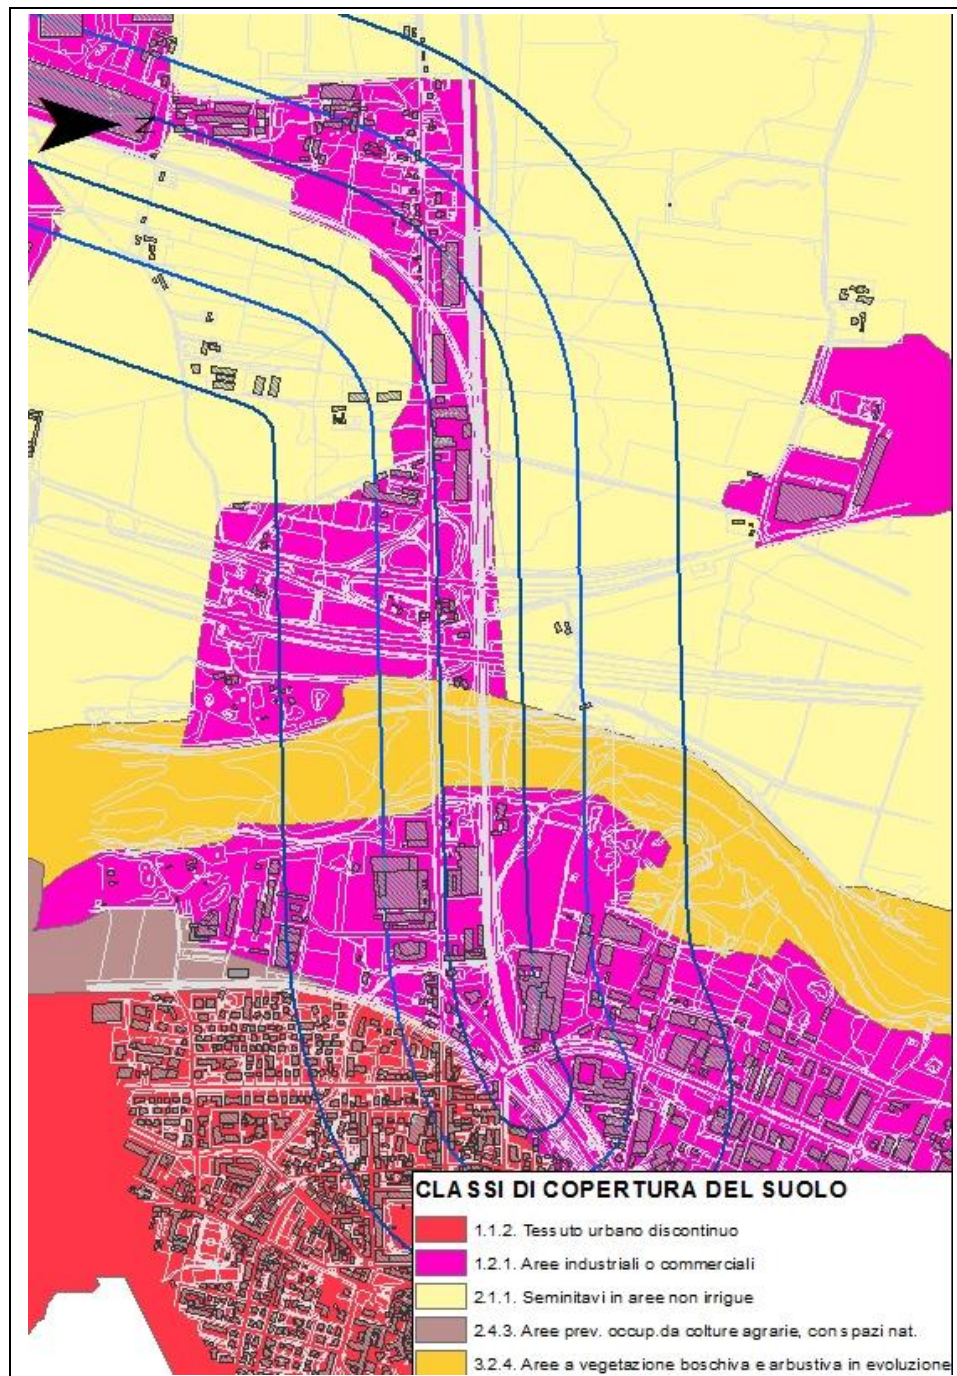 CLASSI DI COPERTURA DEL SUOLO
1.1.2. Tessuto urbano discontinuo
1.2.1. Aree industriali o commerciali
2.1.1. Seminitavi in aree non irrigue
2.4.3. Aree prev. occup.da colture agrarie, con spazi nat.
3.2.4. Aree a vegetazione boschiva e arbustiva in evoluzione